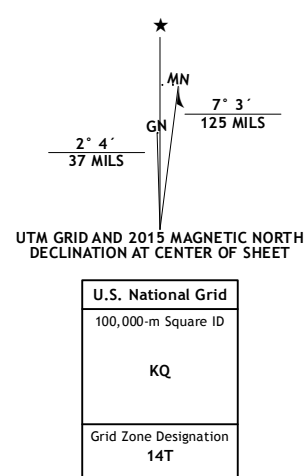 ★
MN
7° 3´
125 MILS
GN
2° 4´
37 MILS
UTM GRID AND 2015 MAGNETIC NORTH
DECLINATION AT CENTER OF SHEET
U.S. National Grid
100,000-m Square ID
KQ
Grid Zone Designation
14T